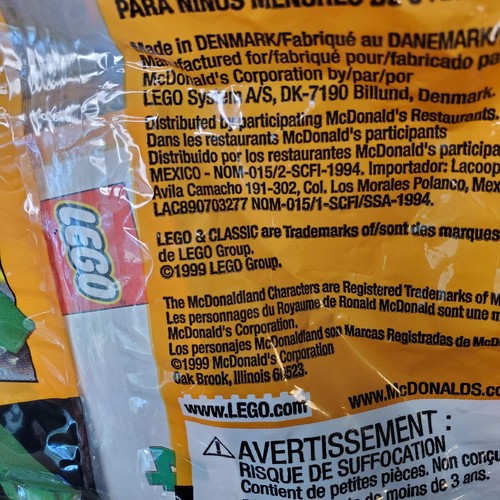 PARA NIÑOS MENORES DE
Made in DENMARK/Fabriqué au DANEMARK/
Manufactured for/fabriqué pour/fabricado pa
McDonald's Corporation by/par/por
LEGO System A/S, DK-7190 Billund, Denmark.
Distributed by participating McDonald's Restaurants,
Dans les restaurants McDonald's participants
Distribuido por los restaurantes McDonald's participa
MEXICO - NOM-015/2-SCFI-1994. Importador: Lacoop
Avila Camacho 191-302, Col, Los Morales Polanco, Mex
LAC890703277 NOM-015/1-SCFI/SSA-1994.
LEGO & CLASSIC are Trademarks of/sont des marques
de LEGO Group.
©1999 LEGO Group.
LEGO
The McDonaldland Characters are Registered Trademarks of M
Les personnages du Royaume de Ronald McDonald sont une m
McDonald's Corporation.
Los personajes McDonaldland son Marcas Registradas de McD
©1999 McDonald's Corporation
Oak Brook, Illinois 60523.
www.LEGO.com
www.McDONALDS.co
AVERTISSEMENT :
RISQUE DE SUFFOCATION
Contient de petites pièces. Non conçu
de moins de 3 ans.